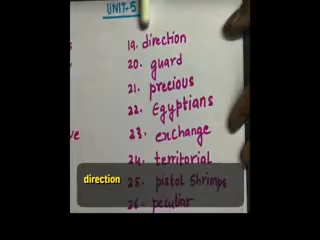 UNIT-5
19. direction
20. guard
21. precious
22. Egyptians
23. exchange
24. territorial
direction
25. pistol Shrimps
26. peculiar